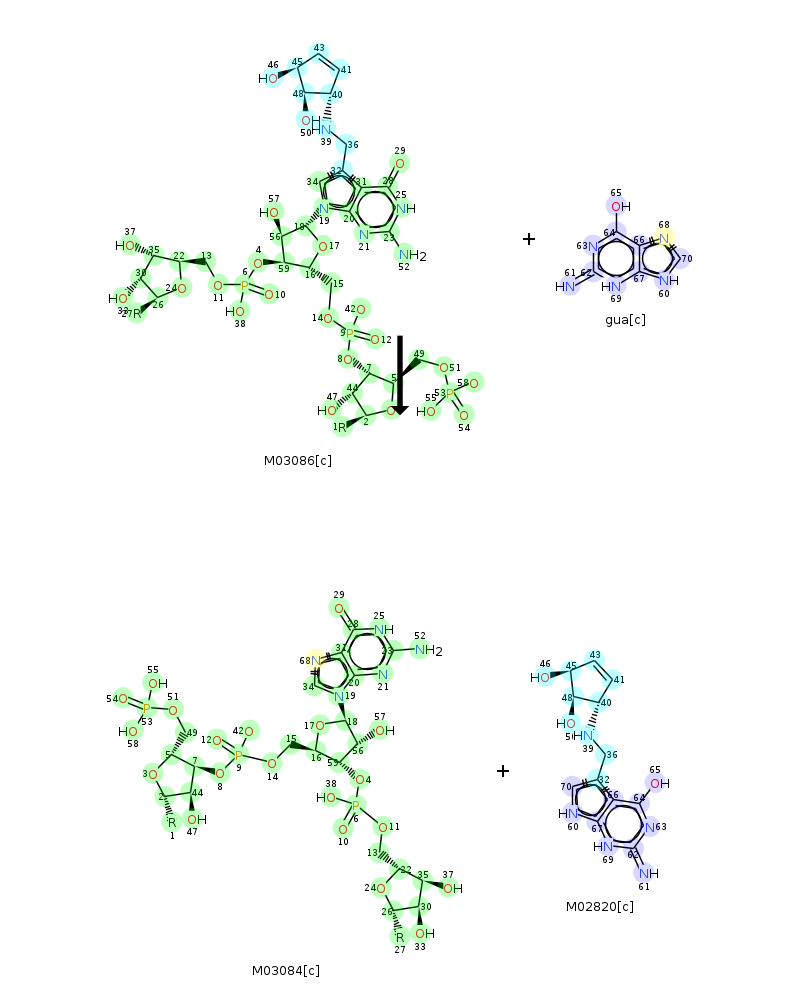 43
46 45 41
HO
48 40
O HN
50 39 36
32 29
O
34 31 28 25
NH
57 18 N 20
HO 19 N 23
56 17 21 NH2
O 52
37 35 22 13 4 59 16
HO O 15
30 24 O 11 6 P O 10
HO O
33 26 HO 42
27 R 38 14 O O
9 P O 12
8 O 49
7 5 51
44 O 58
47 53 P O
HO 55
HO O
1 R 2 O 54
M03086[c]
+
65
OH
64 68
63 N 66 N
70
61 62 67
HN NH 60
HN
69
gua[c]
29
O 25
28 NH 52
68 31 23 NH2
N
34 20 N
N 19 21
55
OH 42
54 O 51 O 17 18 57
P O 12 15 O OH
53 O P O 56
HO 49 9 14 16 59
58 5 7 O O 4
3 O 8 38
2 44 HO P
R OH O 6 O 11
1 47 10
13
22 35 37
24 O OH
26 30
R OH
27 33
M03084[c]
+
43
46 45 41
HO
48 40
HO HN
39 36
32 65
70 66 OH
64
HN N 63
60 67 62
HN
69 NH
61
M02820[c]